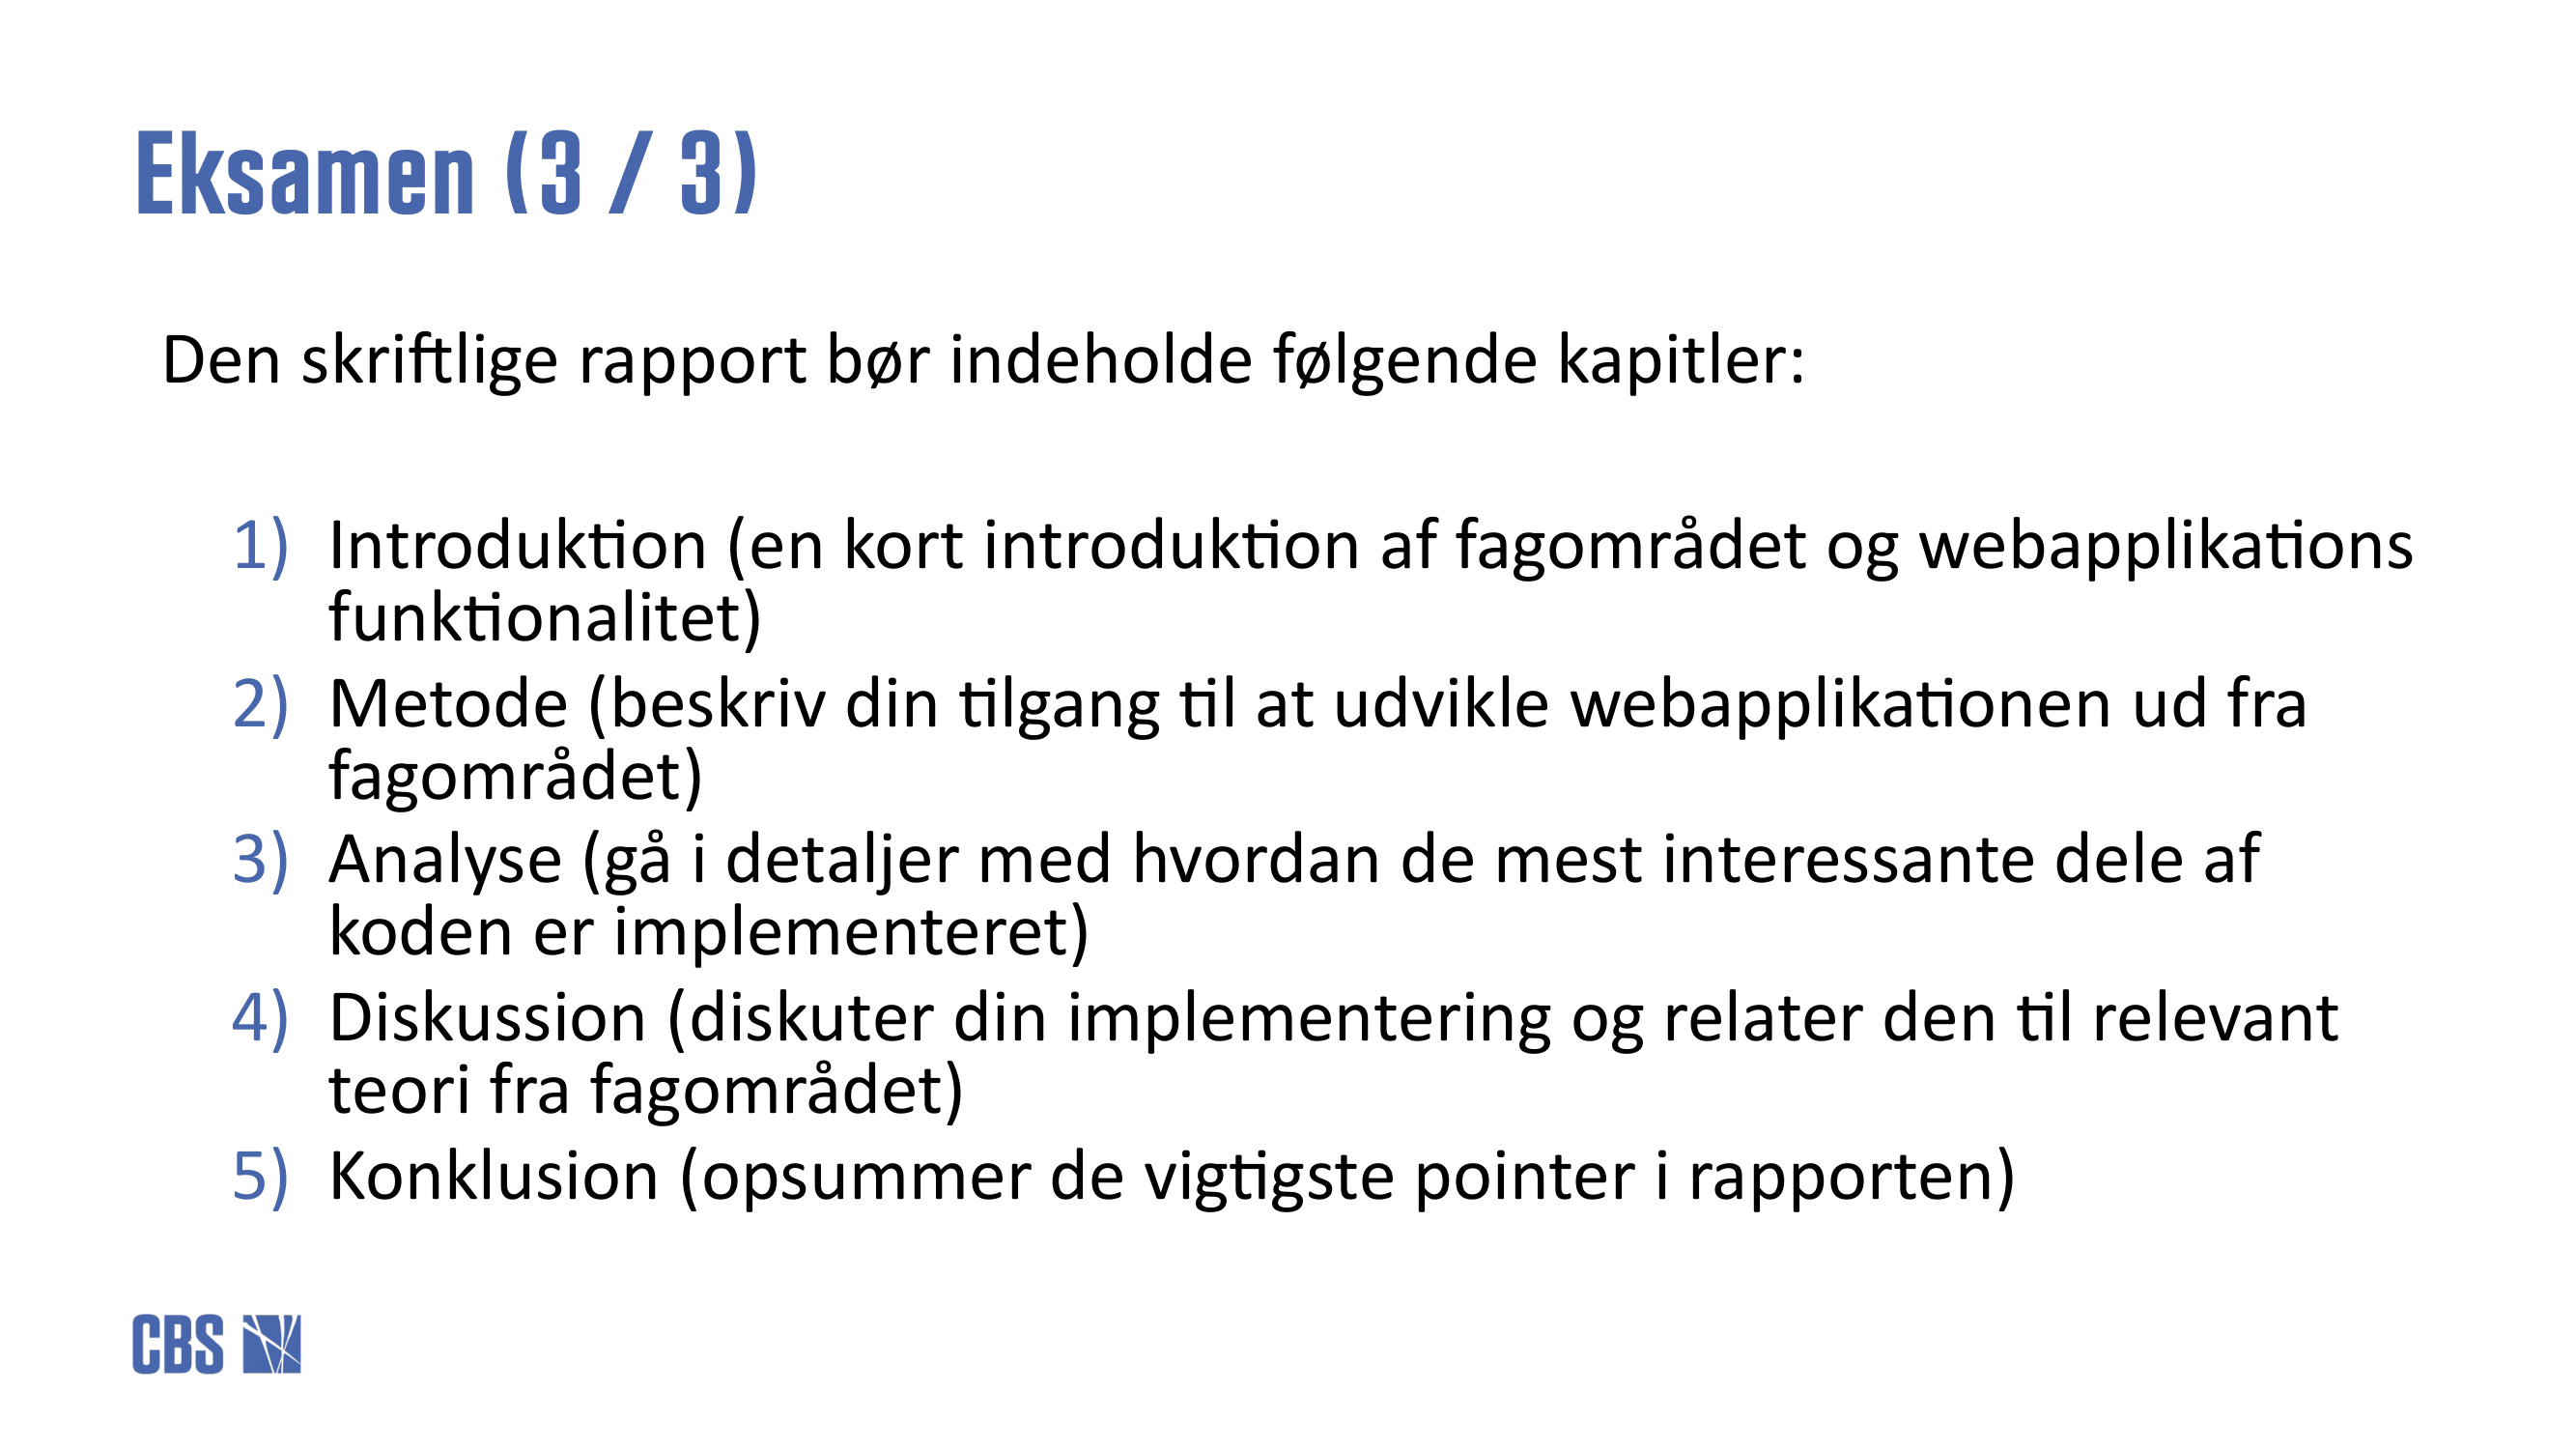 Eksamen (3 / 3)
Den skriftlige rapport bør indeholde følgende kapitler:
1) Introduktion (en kort introduktion af fagområdet og webapplikations
funktionalitet)
2) Metode (beskriv din tilgang til at udvikle webapplikationen ud fra
fagområdet)
3) Analyse (gå i detaljer med hvordan de mest interessante dele af
koden er implementeret)
4) Diskussion (diskuter din implementering og relater den til relevant
teori fra fagområdet)
5) Konklusion (opsummer de vigtigste pointer i rapporten)
CBS